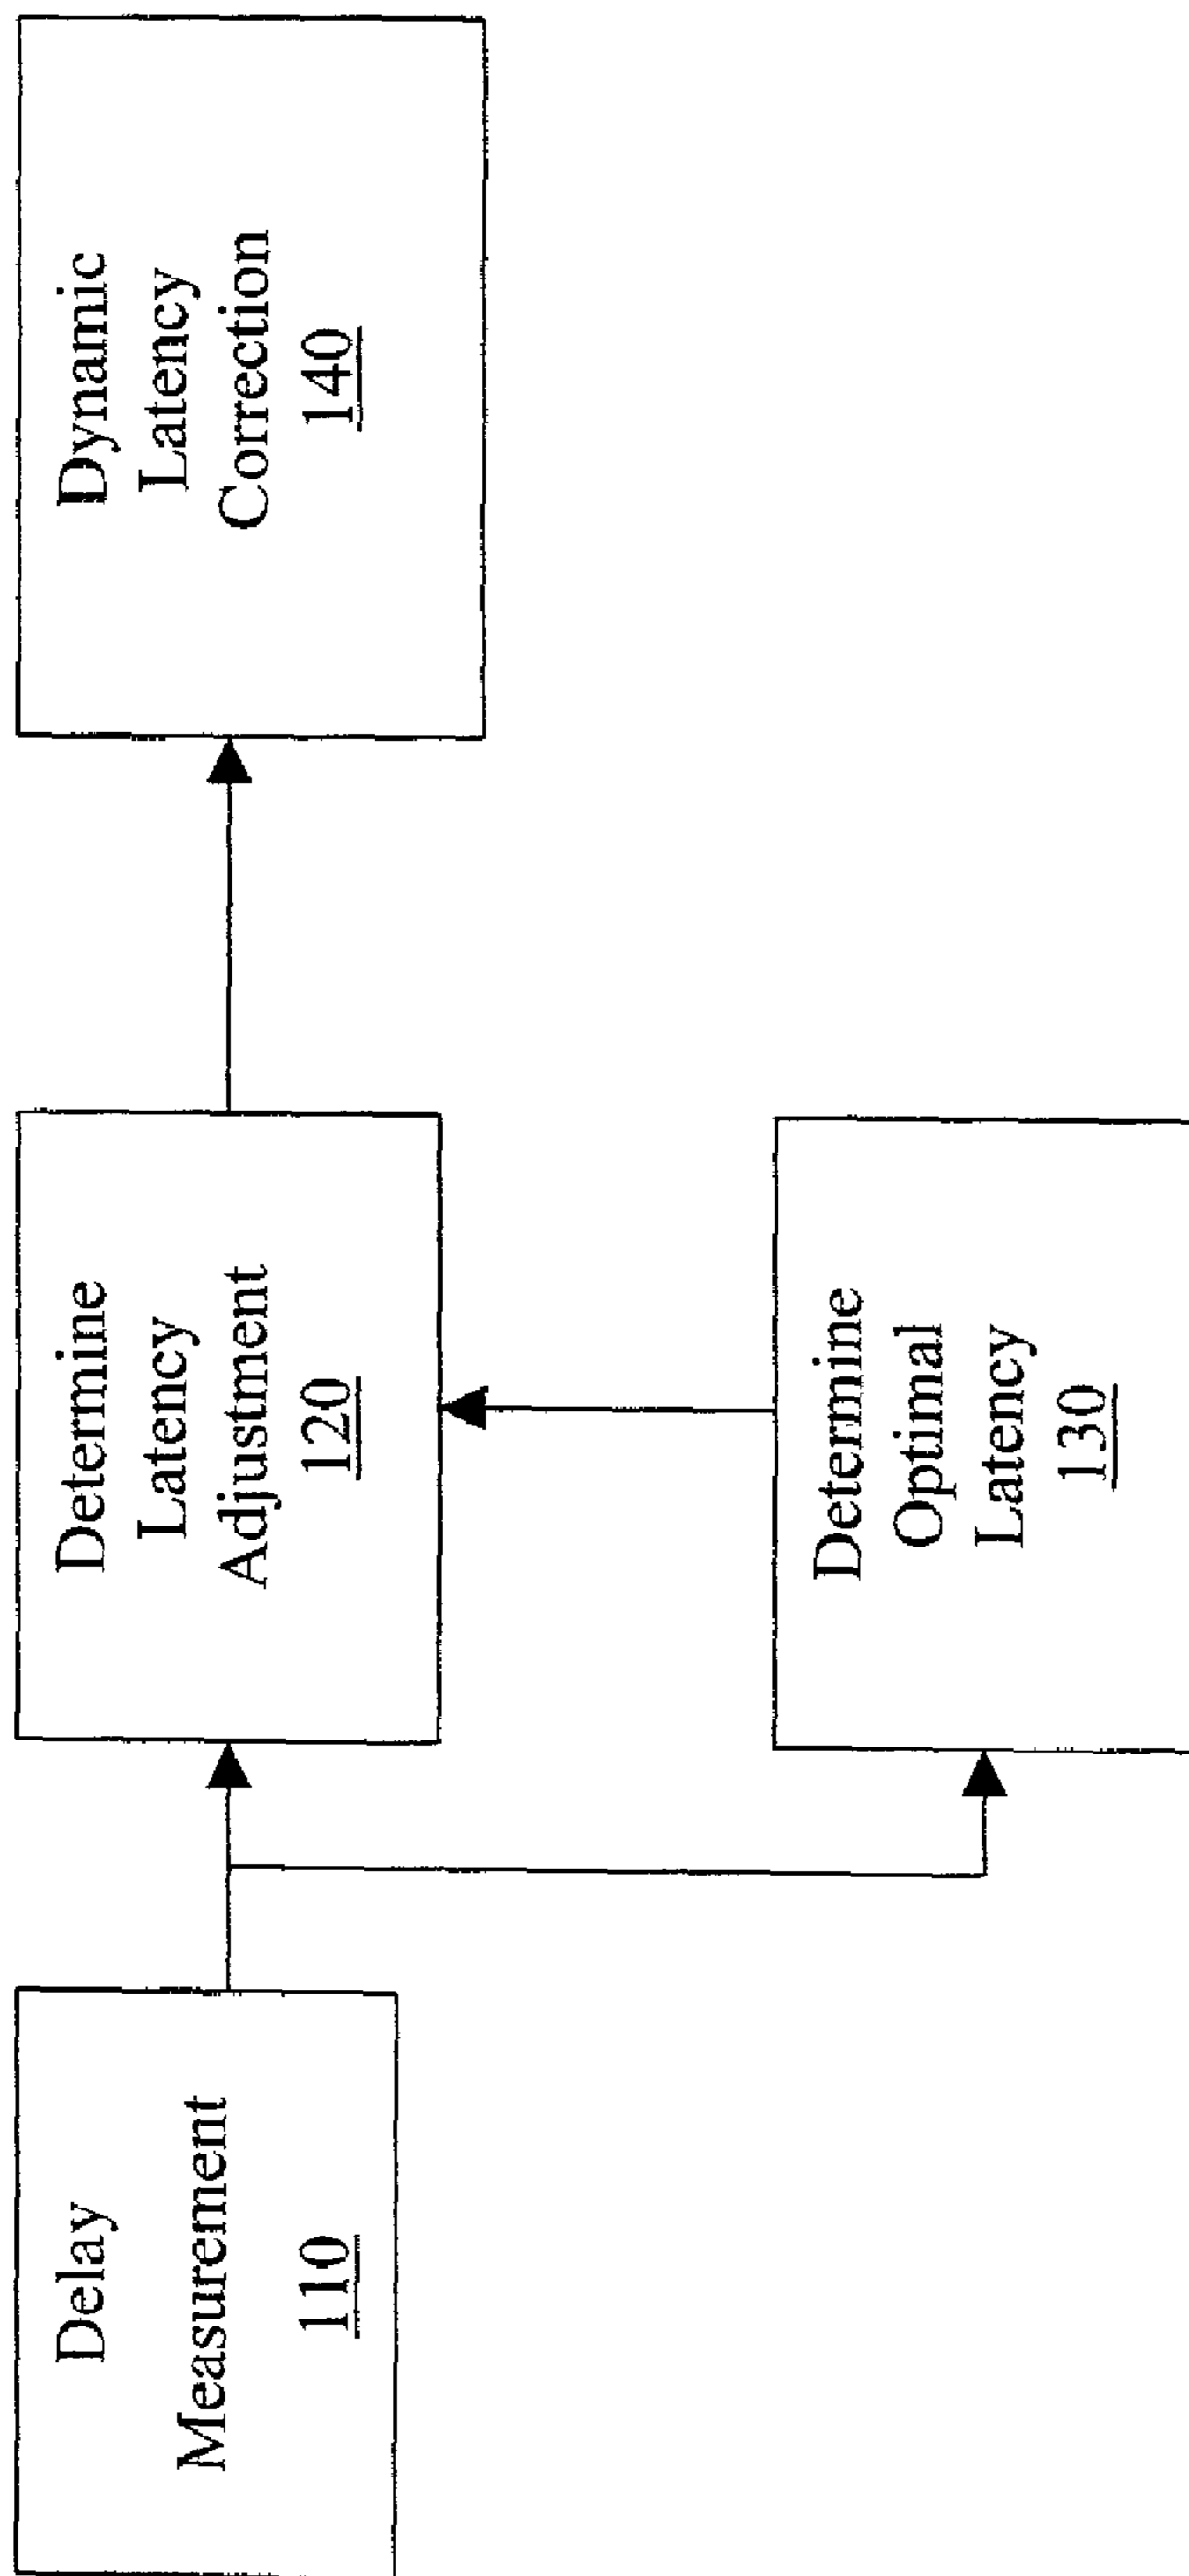 Delay
Measurement
110
Determine
Latency
Adjustment
120
Determine
Optimal
Latency
130
Dynamic
Latency
Correction
140